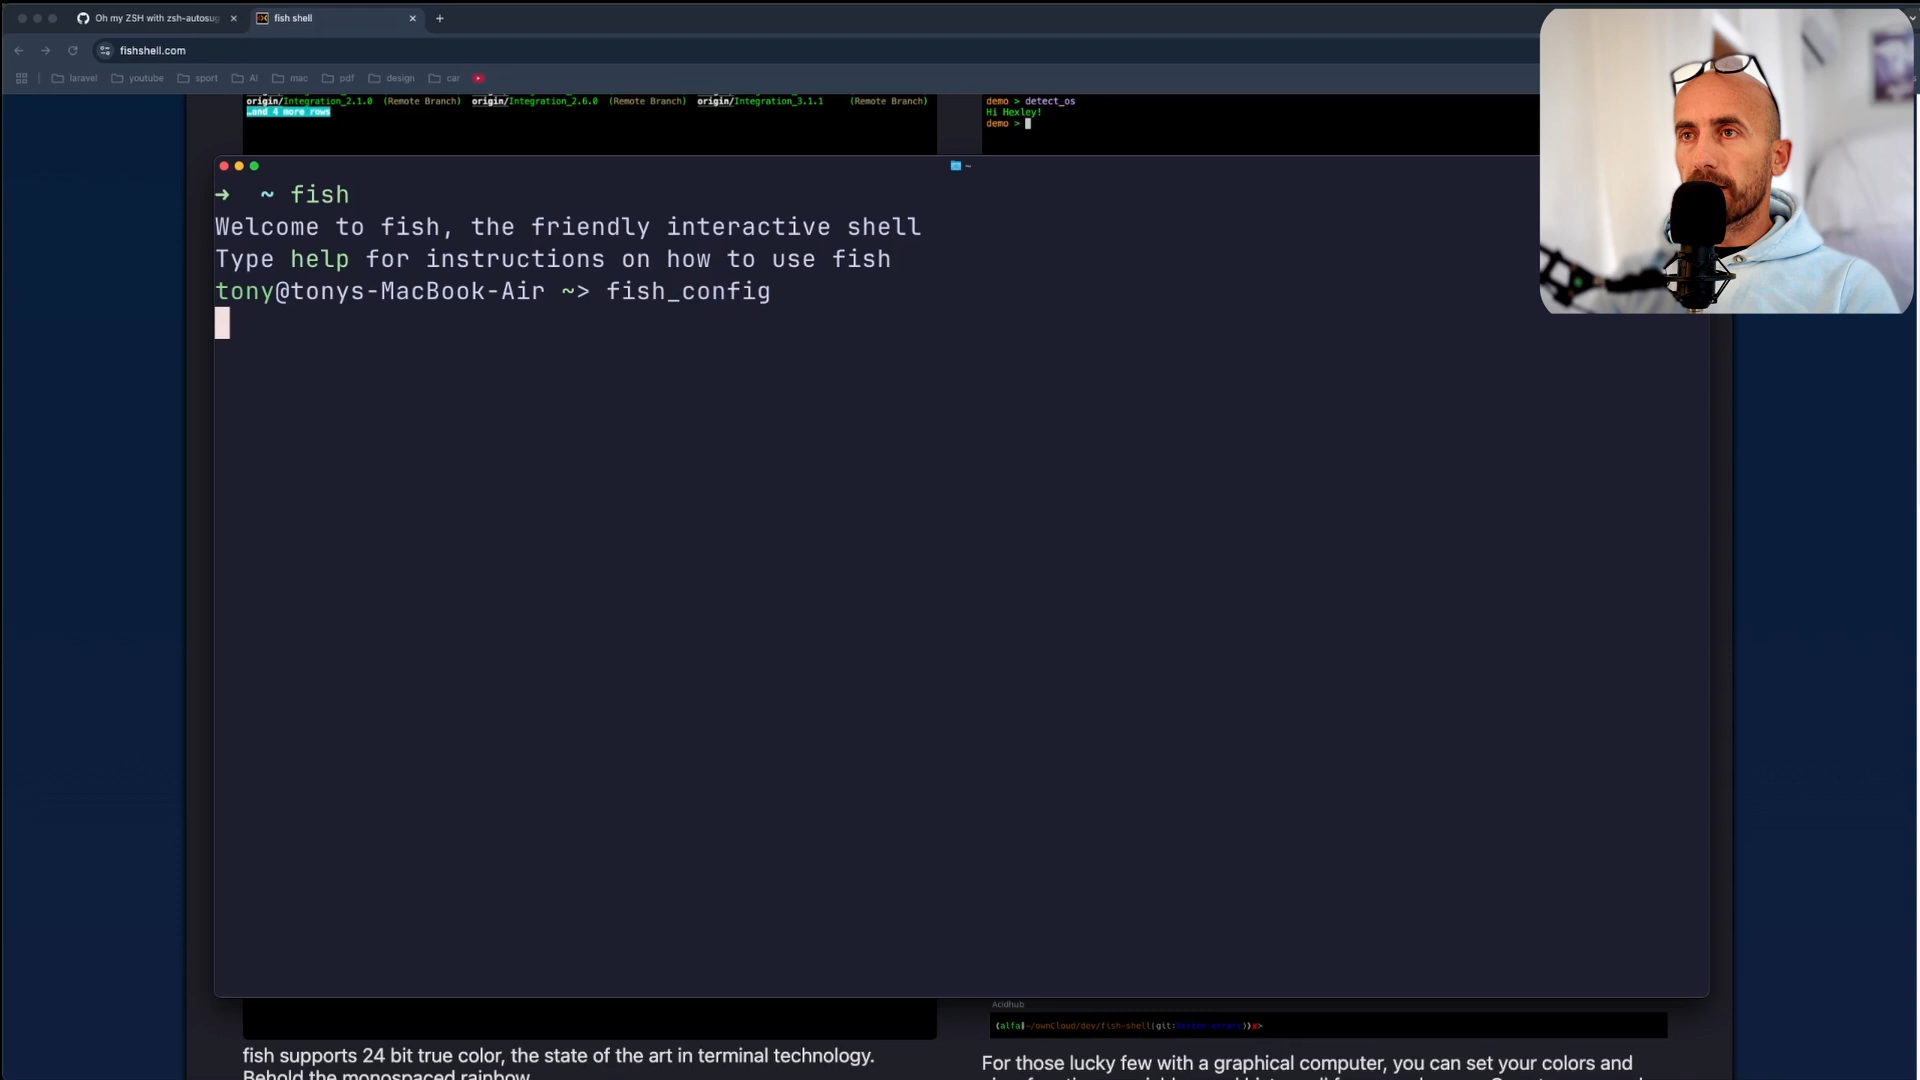 Oh my ZSH with zsh-autosug
fish shell
fishshell.com
laravel youtube sport AI mac pdf design car
origin/Integration_2.1.0 (Remote Branch) origin/Integration_2.6.0 (Remote Branch) origin/Integration_3.1.1 (Remote Branch)
…and 4 more rows
demo > detect_os
Hi Hexley!
demo >
~
➜ ~ fish
Welcome to fish, the friendly interactive shell
Type help for instructions on how to use fish
tony@tonys-MacBook-Air ~> fish_config
Acidhub
fish supports 24 bit true color, the state of the art in terminal technology.
Behold the monospaced rainbow.
For those lucky few with a graphical computer, you can set your colors and